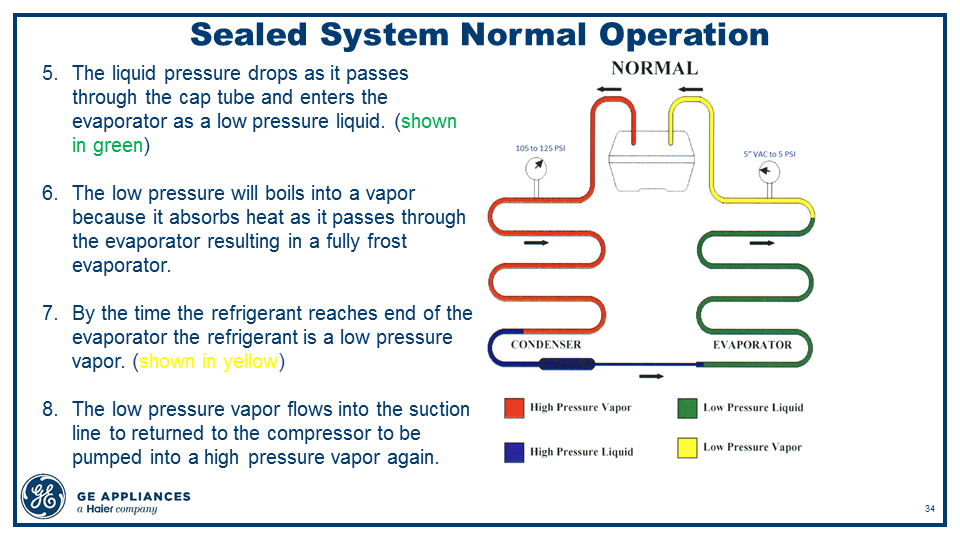 Sealed System Normal Operation
5. The liquid pressure drops as it passes
through the cap tube and enters the
evaporator as a low pressure liquid. (shown
in green)
6. The low pressure will boils into a vapor
because it absorbs heat as it passes through
the evaporator resulting in a fully frost
evaporator.
7. By the time the refrigerant reaches end of the
evaporator the refrigerant is a low pressure
vapor. (shown in yellow)
8. The low pressure vapor flows into the suction
line to returned to the compressor to be
pumped into a high pressure vapor again.
NORMAL
105 to 125 PSI
5" VAC to 5 PSI
CONDENSER
EVAPORATOR
High Pressure Vapor
Low Pressure Liquid
High Pressure Liquid
Low Pressure Vapor
GE
GE APPLIANCES
a Haier company
34